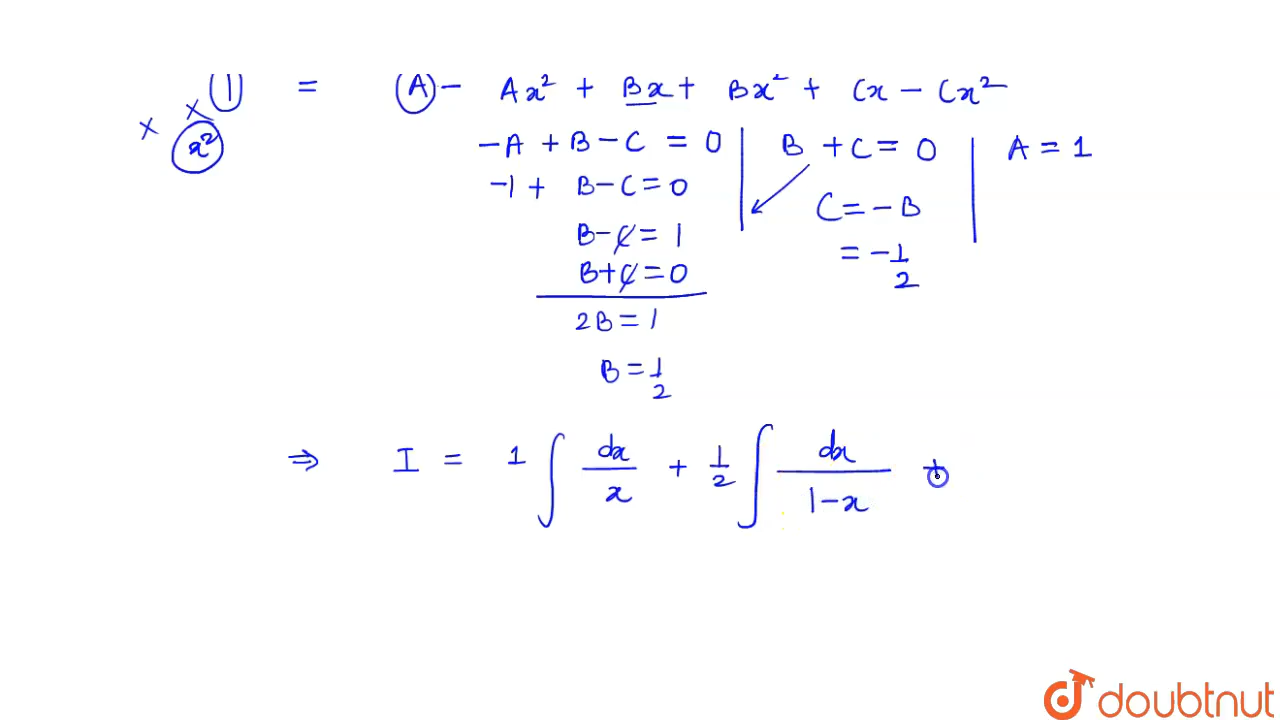 1 = A − Ax² + Bx + Bx² + Cx − Cx²
x x
x²
−A + B − C = 0 | B + C = 0 | A = 1
−1 + B − C = 0
C = −B
B − C = 1
= −1/2
B + C = 0
2B = 1
B = 1/2
⇒ I = 1 ∫ dx/x + 1/2 ∫ dx/1−x +
doubtnut